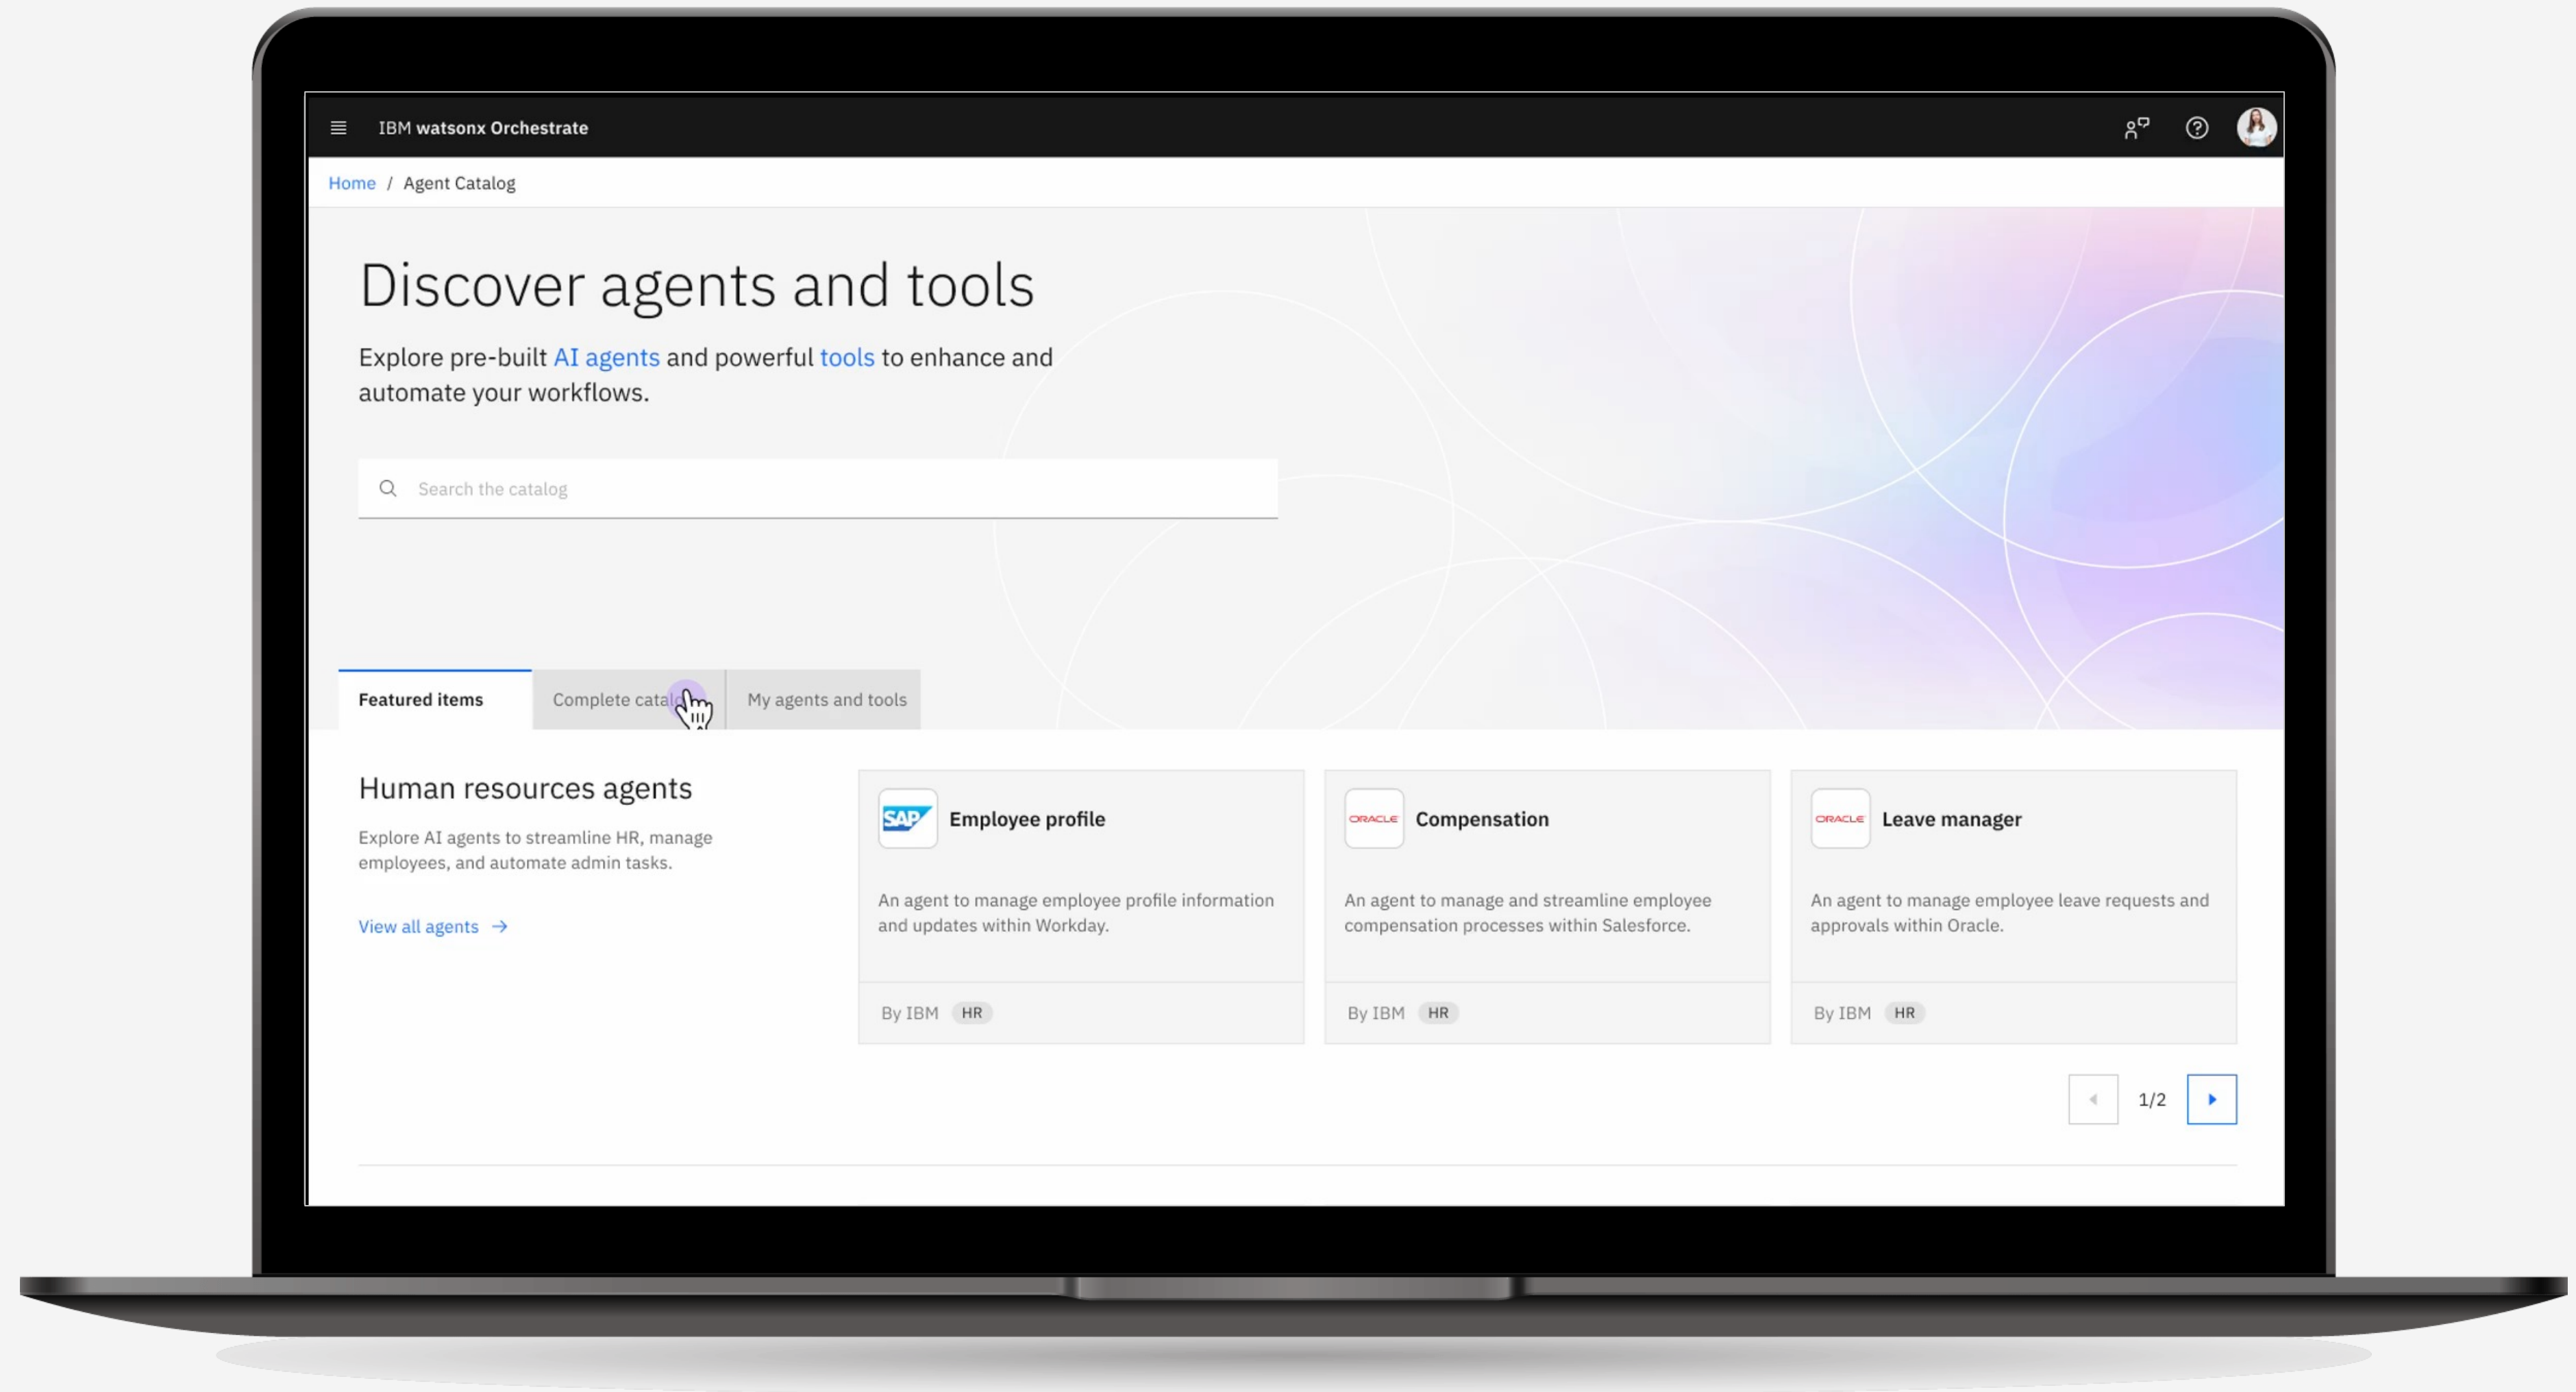 IBM watsonx Orchestrate
Home / Agent Catalog
Discover agents and tools
Explore pre-built AI agents and powerful tools to enhance and
automate your workflows.
Search the catalog
Featured items
Complete
My agents and tools
Human resources agents
Explore AI agents to streamline HR, manage
employees, and automate admin tasks.
View all agents
SAP
Employee profile
An agent to manage employee profile information
and updates within Workday.
By IBM HR
ORACLE
Compensation
An agent to manage and streamline employee
compensation processes within Salesforce.
By IBM HR
ORACLE
Leave manager
An agent to manage employee leave requests and
approvals within Oracle.
By IBM HR
1/2